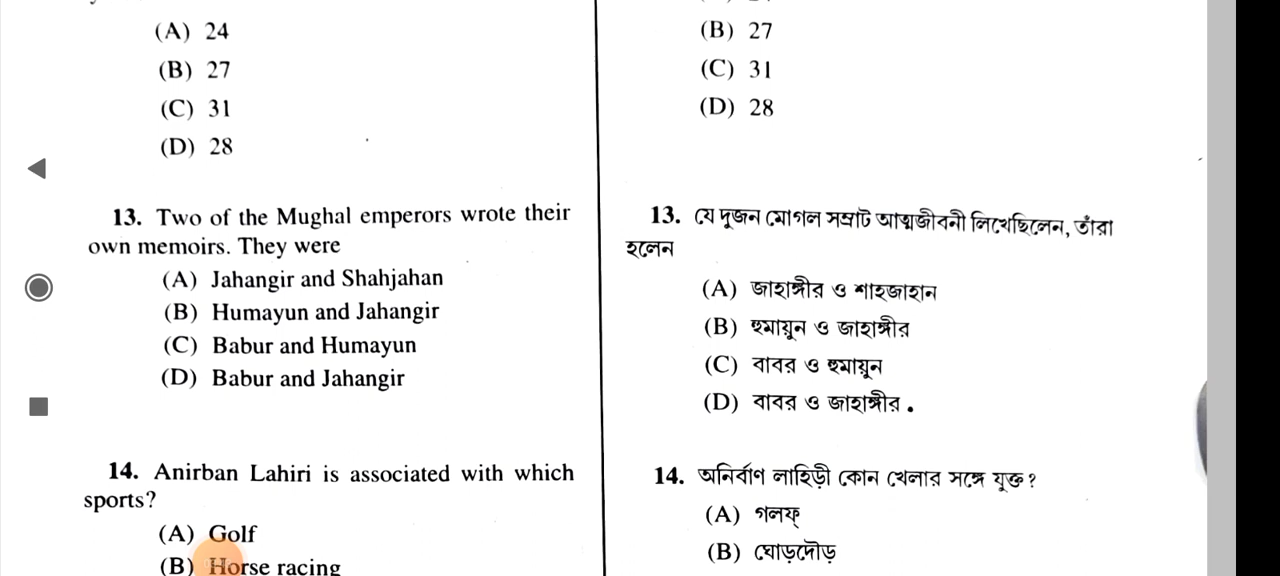 (A) 24
(B) 27
(C) 31
(D) 28
13. Two of the Mughal emperors wrote their
own memoirs. They were
(A) Jahangir and Shahjahan
(B) Humayun and Jahangir
(C) Babur and Humayun
(D) Babur and Jahangir
14. Anirban Lahiri is associated with which
sports?
(A) Golf
(B) Horse racing
(B) 27
(C) 31
(D) 28
13. যে দুজন মোগল সম্রাট আত্মজীবনী লিখেছিলেন, তাঁরা
হলেন
(A) জাহাঙ্গীর ও শাহজাহান
(B) হুমায়ুন ও জাহাঙ্গীর
(C) বাবর ও হুমায়ুন
(D) বাবর ও জাহাঙ্গীর .
14. অনির্বাণ লাহিড়ী কোন খেলার সঙ্গে যুক্ত?
(A) গলফ্
(B) ঘোড়দৌড়